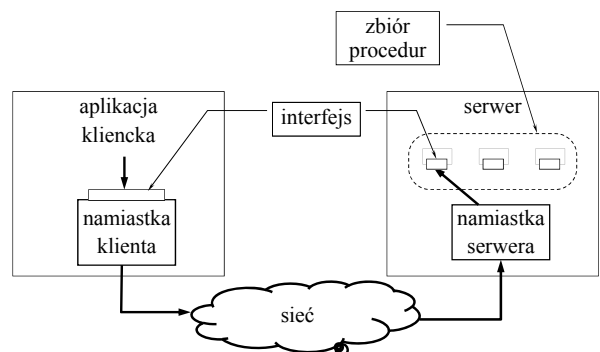 zbiór
procedur
aplikacja
kliencka
interfejs
serwer
namiastka
klienta
namiastka
serwera
sieć